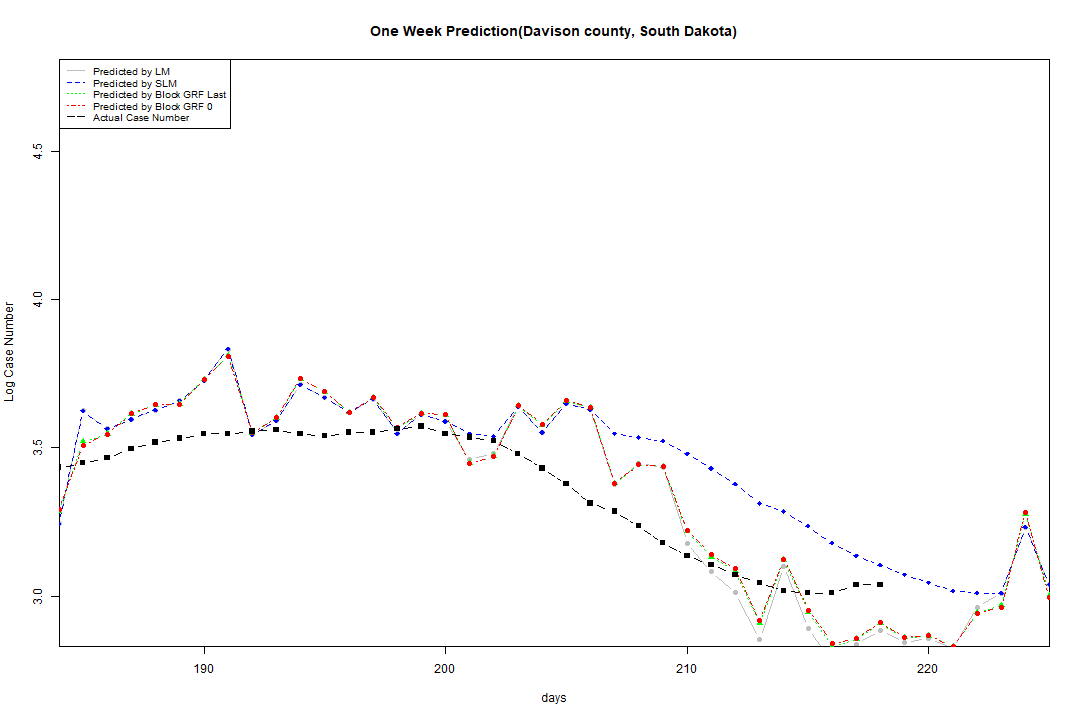 One Week Prediction(Davison county, South Dakota)
Predicted by LM
Predicted by SLM
Predicted by Block GRF Last
Predicted by Block GRF 0
Actual Case Number
4.5
4.0
3.5
3.0
Log Case Number
190
200
210
220
days